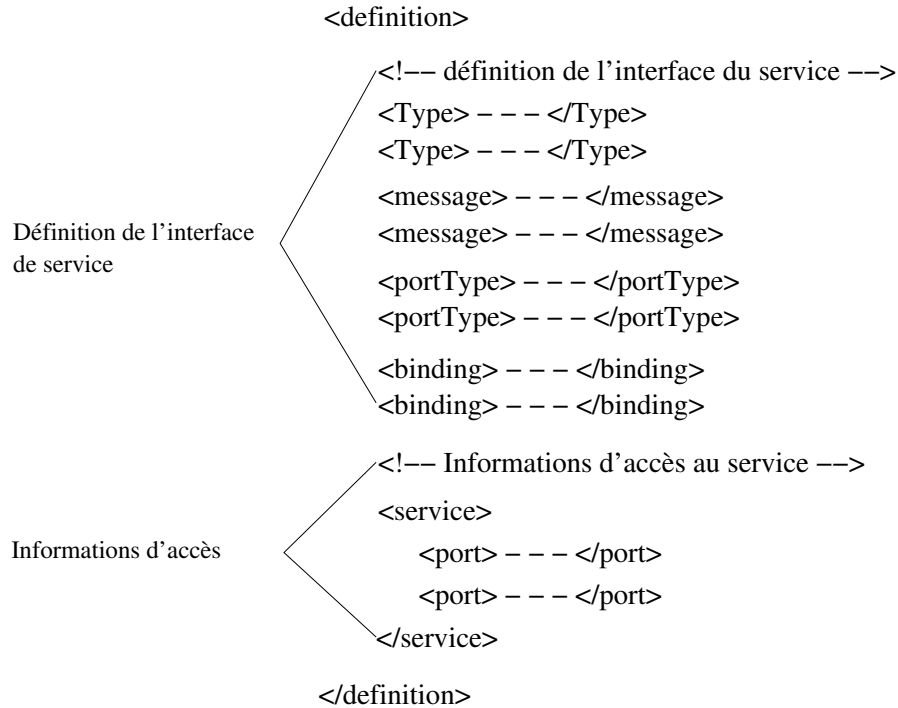 <definition>
<!−− définition de l’interface du service −−>
<Type> − − − </Type>
<Type> − − − </Type>
<message> − − − </message>
<message> − − − </message>
Définition de l’interface
de service
<portType> − − − </portType>
<portType> − − − </portType>
<binding> − − − </binding>
<binding> − − − </binding>
<!−− Informations d’accès au service −−>
<service>
Informations d’accès
<port> − − − </port>
<port> − − − </port>
</service>
</definition>